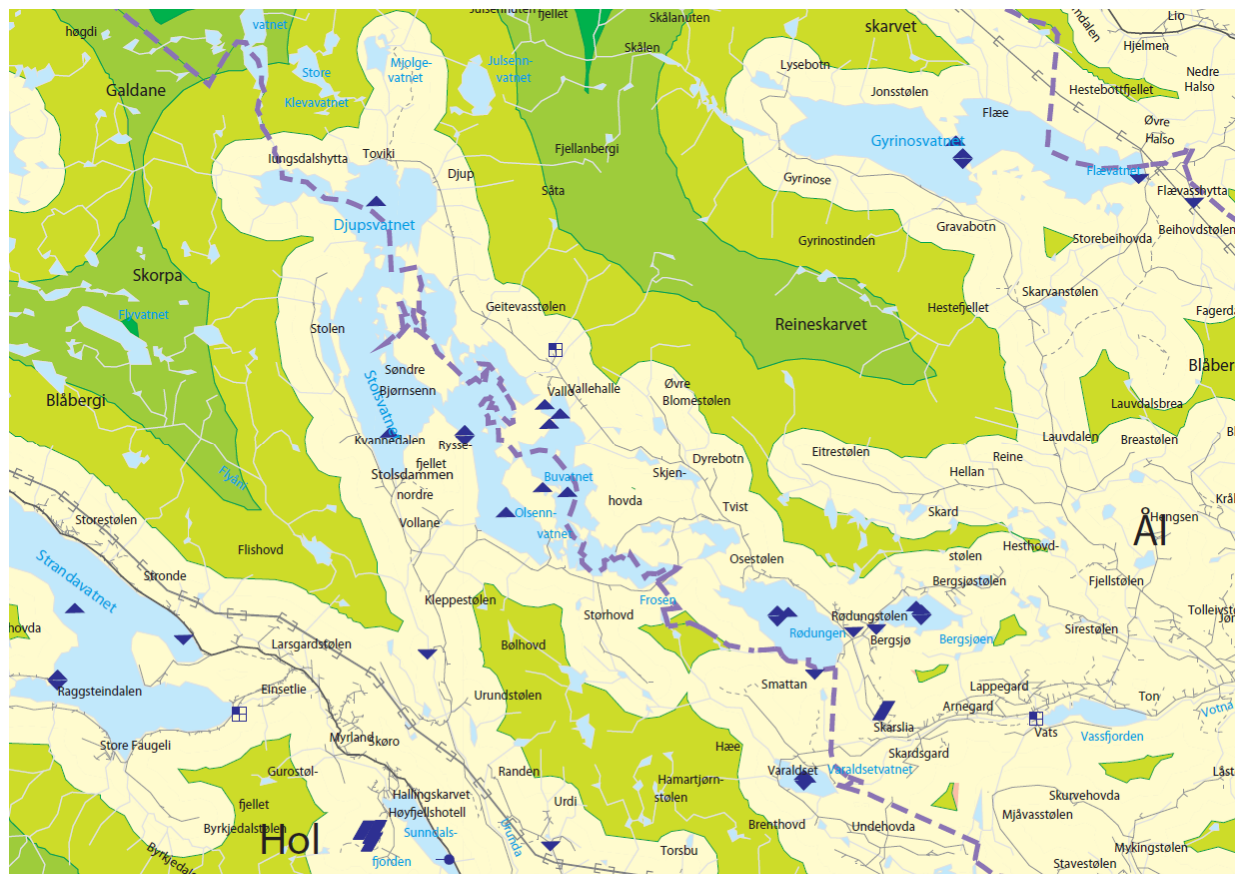 Julsennuten
fjellet
Skålanuten
skarvet
Lio
høgdi
vatnet
Hjelmen
Mjølge-
vatnet
Julsenn-
vatnet
Skålen
Lysebotn
Store
Klevavatnet
Galdane
Jonsstølen
Hestebottfjellet
Nedre
Halso
Flæe
Øvre
Halso
Gyrinosvatnet
Fjellanbergi
Iungsdalshytta
Toviki
Djup
Flævatnet
Gyrinose
Såta
Flævasshytta
Djupsvatnet
Gravabotn
Beihovdstølen
Gyrinostinden
Storebeihovda
Skorpa
Skarvanstølen
Flyvatnet
Geitevasstølen
Hestefjellet
Fagerda
Stolen
Reineskarvet
Søndre
Bjørnsenn
Stolsvatnet
Vallo
Vallehalle
Øvre
Blomestølen
Blåber
Blåbergi
Lauvdalsbrea
Kvannedalen
Rysse-
fjellet
Lauvdalen
Breastølen
Stolsdammen
nordre
Eitrestølen
Reine
Hellan
Dyrebotn
Skjen-
hovda
Flyåni
Buvatnet
Olsenn-
vatnet
Tvist
Skard
Kråk
Hengsen
Storestølen
Vollane
Ål
Flishovd
Osestølen
stølen
Hesthovd-
Strandavatnet
Stronde
Bergsjøstølen
Fjellstølen
Kleppestølen
Frosen
Storhovd
Rødungstølen
Tolleivstø
hovda
Rødungen
Bergsjø
Bergsjøen
Sirestølen
Larsgardstølen
Bølhovd
Smattan
Raggsteindalen
Einsetlie
Urundstølen
Lappegard
Arnegard
Ton
Votna
Skarslia
Vats
Vassfjorden
Store Faugeli
Myrland
Skøro
Hæe
Skardsgard
Gurostøl-
Randen
Varaldset
Varaldsetvatnet
Låst
Hamartjørn-
stølen
Hallingskarvet
Høyfjellshotell
Urdi
Skurvehovda
fjellet
Mjåvasstølen
Byrkjedalstølen
Hol
Sunndals-
fjorden
Brenthovd
Undehovda
Torsbu
Mykingstølen
Stavestølen